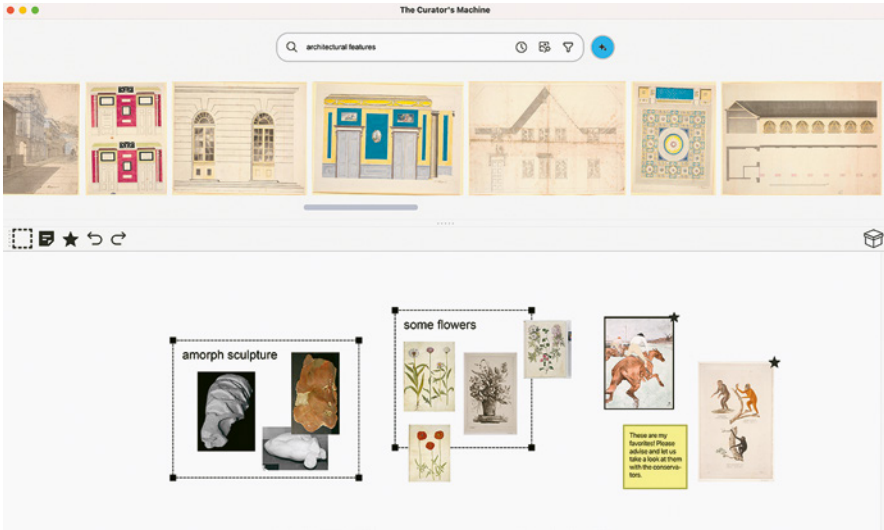 The Curator's Machine
architectural features
some flowers
amorph sculpture
These are my
favorites! Please
advise and let us
take a look at them
with the conserva-
tors.